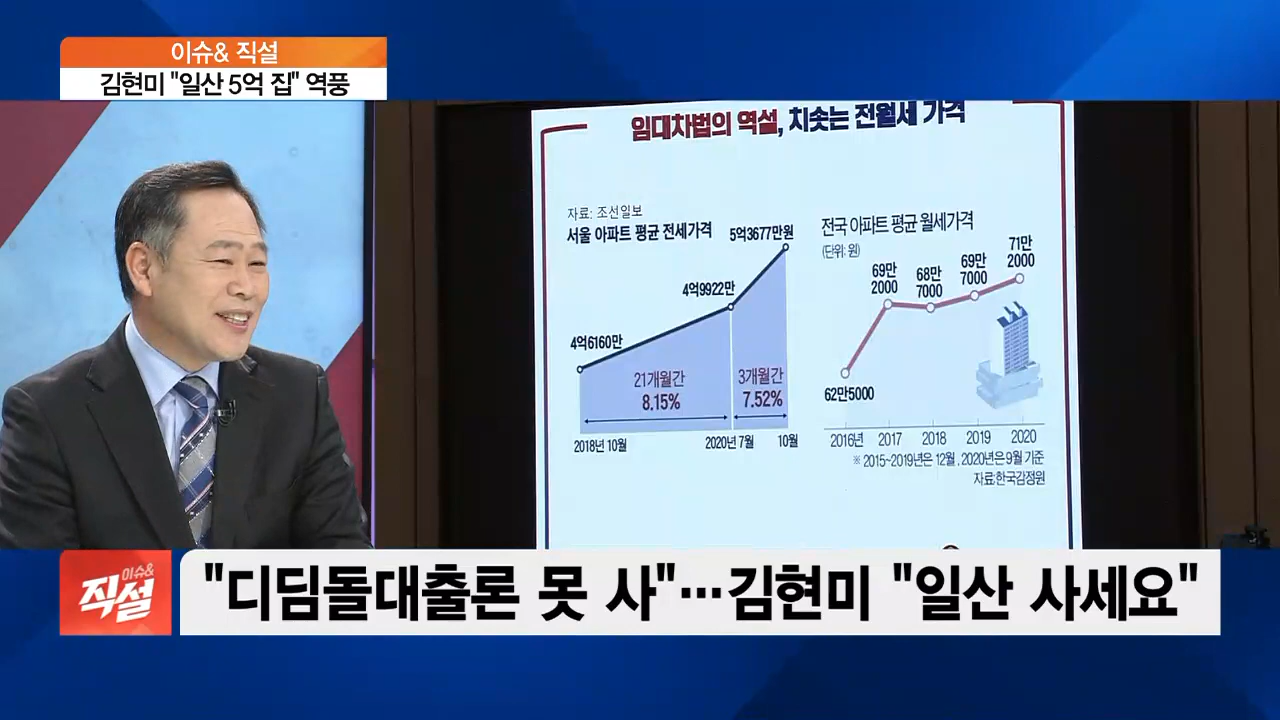 이슈& 직설
김현미 "일산 5억 집" 역풍
임대차법의 역설, 치솟는 전월세 가격
자료: 조선일보
서울 아파트 평균 전세가격
5억3677만원
4억9922만
4억6160만
21개월간
8.15%
3개월간
7.52%
2018년 10월
2020년 7월
10월
전국 아파트 평균 월세가격
(단위: 원)
62만5000
69만
2000
68만
7000
69만
7000
71만
2000
2016년
2017
2018
2019
2020
※ 2015~2019년은 12월, 2020년은 9월 기준
자료:한국감정원
이슈&
직설
"디딤돌대출론 못 사"…김현미 "일산 사세요"